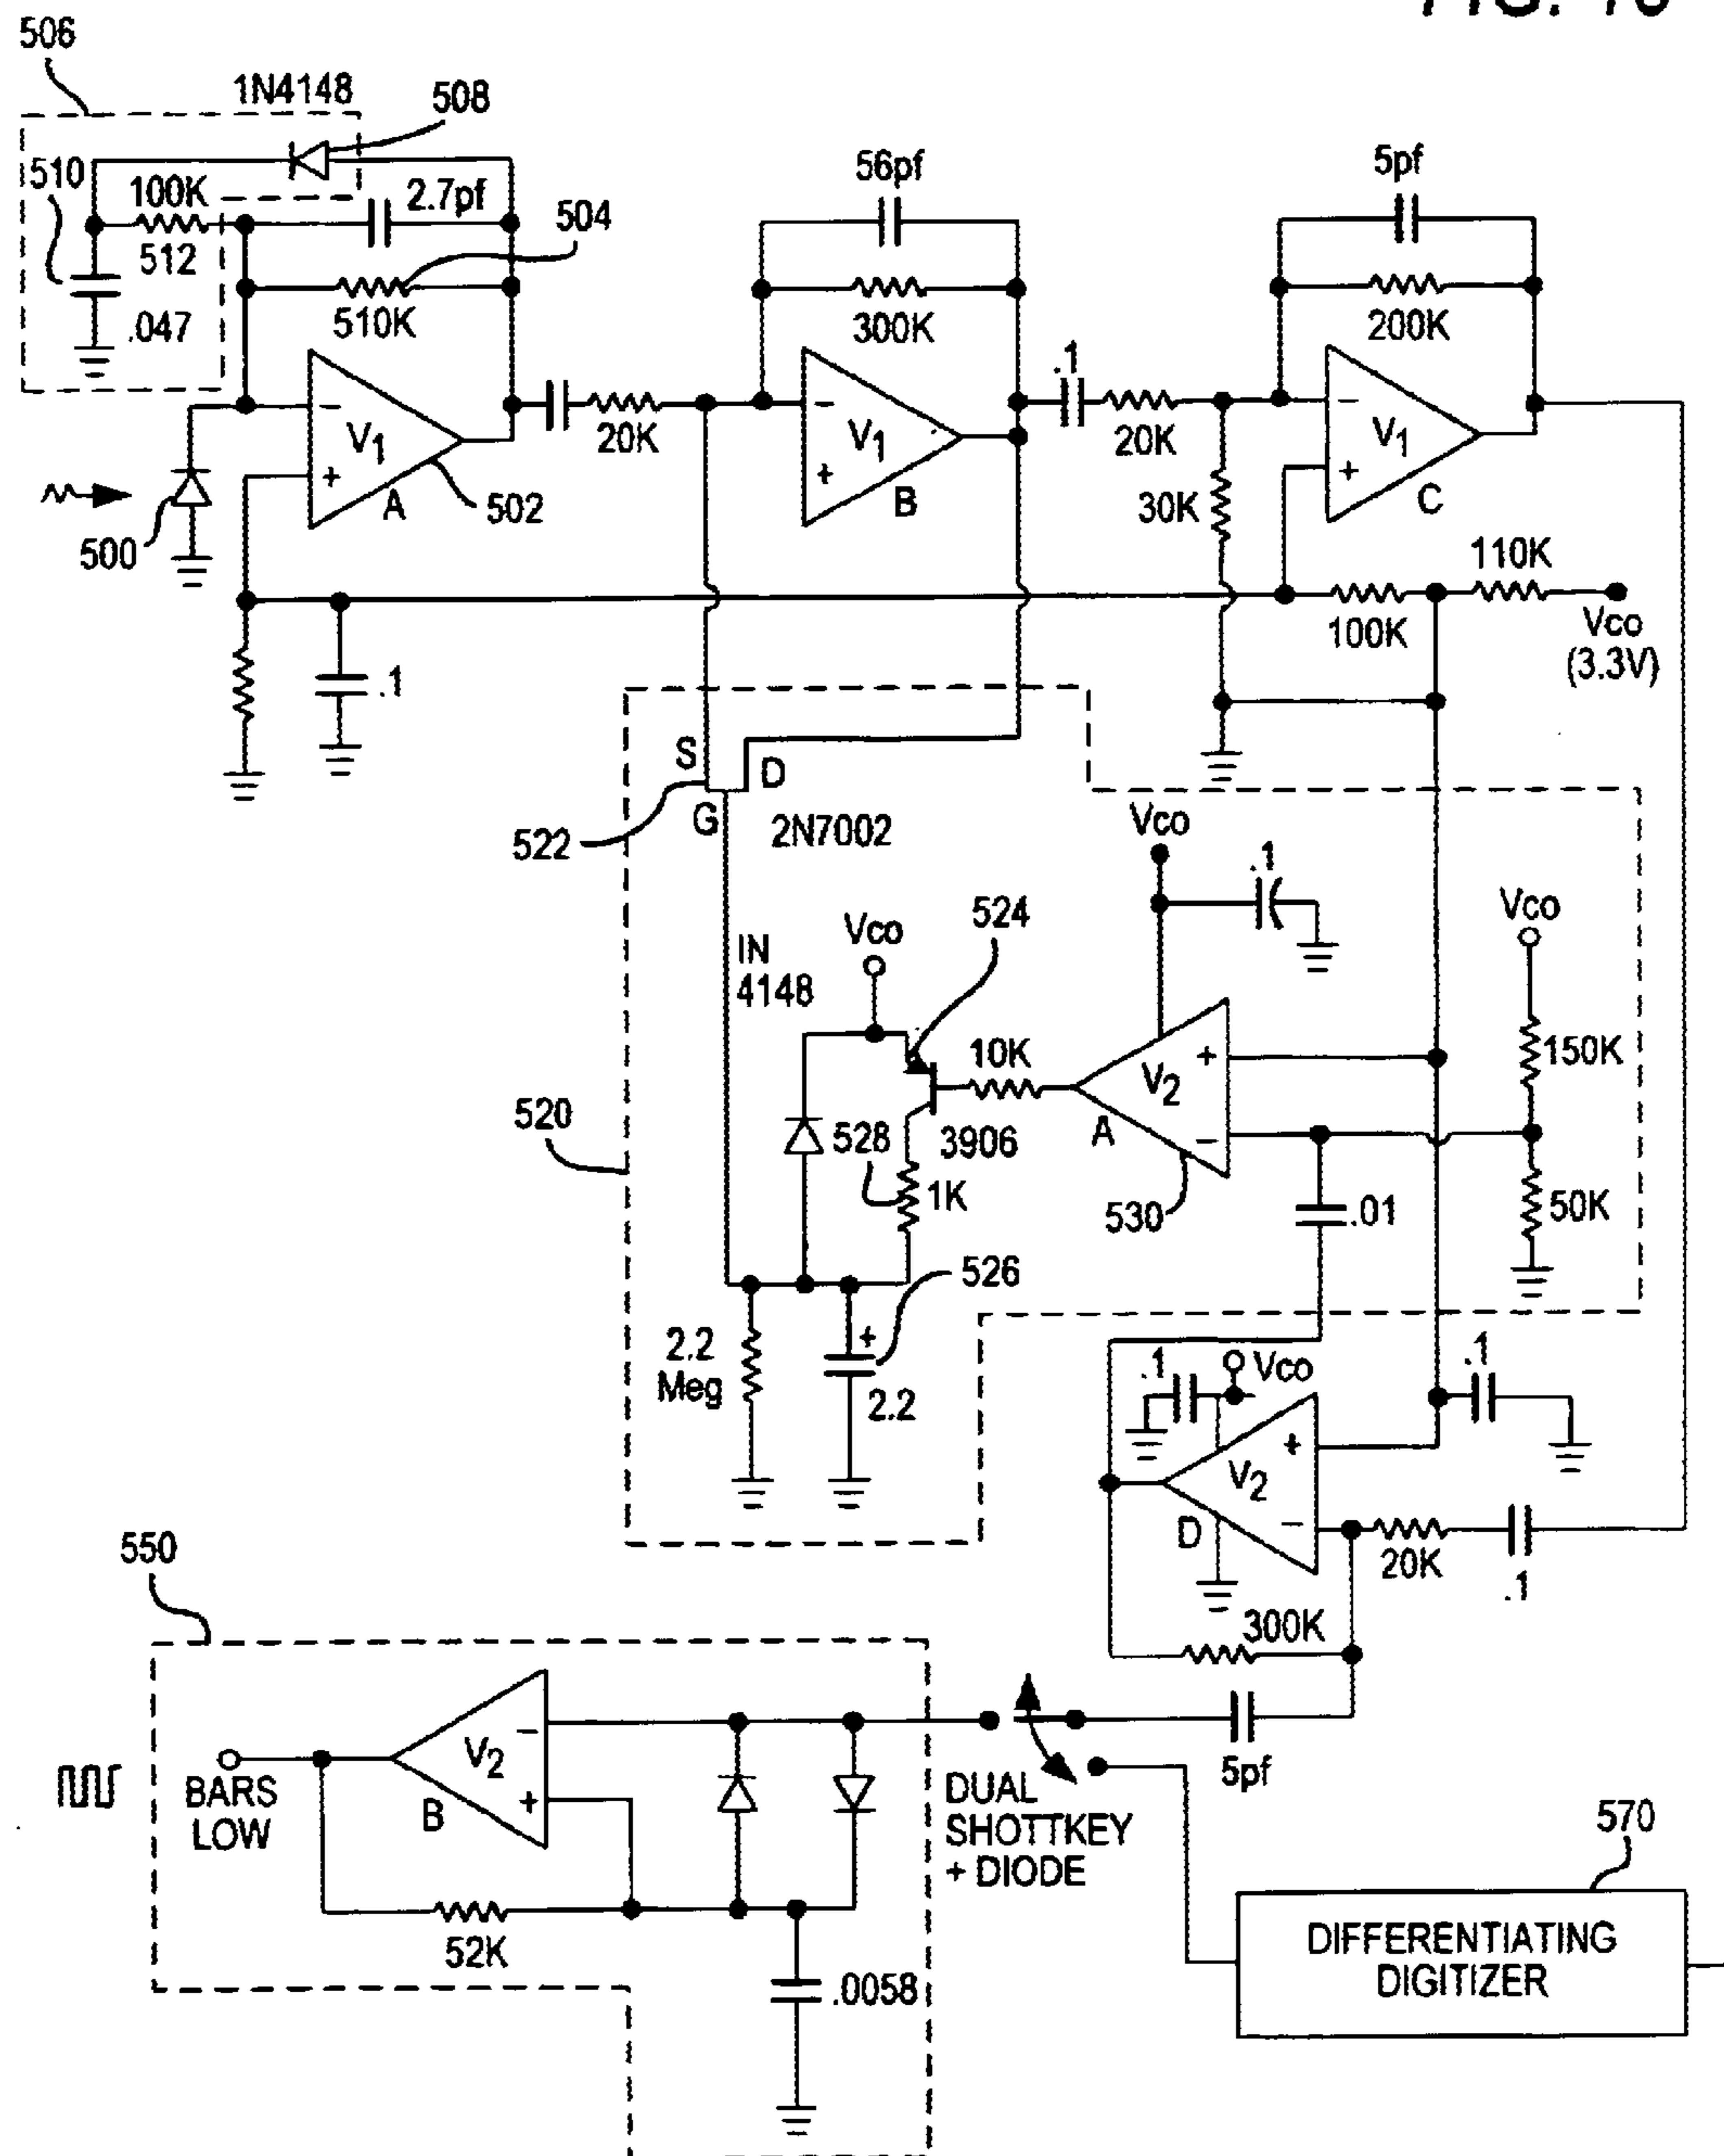 506
1N4148
508
510
100K
2.7pf
504
512
.047
510K
56pf
300K
5pf
200K
.1
20K
20K
−
V1
+
A
502
−
V1
+
B
−
V1
+
C
30K
500
110K
100K
Vco
(3.3V)
.1
S
D
G
522
2N7002
Vco
.1
Vco
524
IN
4148
Vco
10K
+
V2
A
−
150K
520
528
3906
1K
530
.01
50K
526
2.2
Meg
+
2.2
.1
Vco
.1
+
V2
D
−
20K
.1
300K
550
−
V2
+
B
BARS
LOW
5pf
DUAL
SHOTTKEY
+ DIODE
52K
.0058
570
DIFFERENTIATING
DIGITIZER